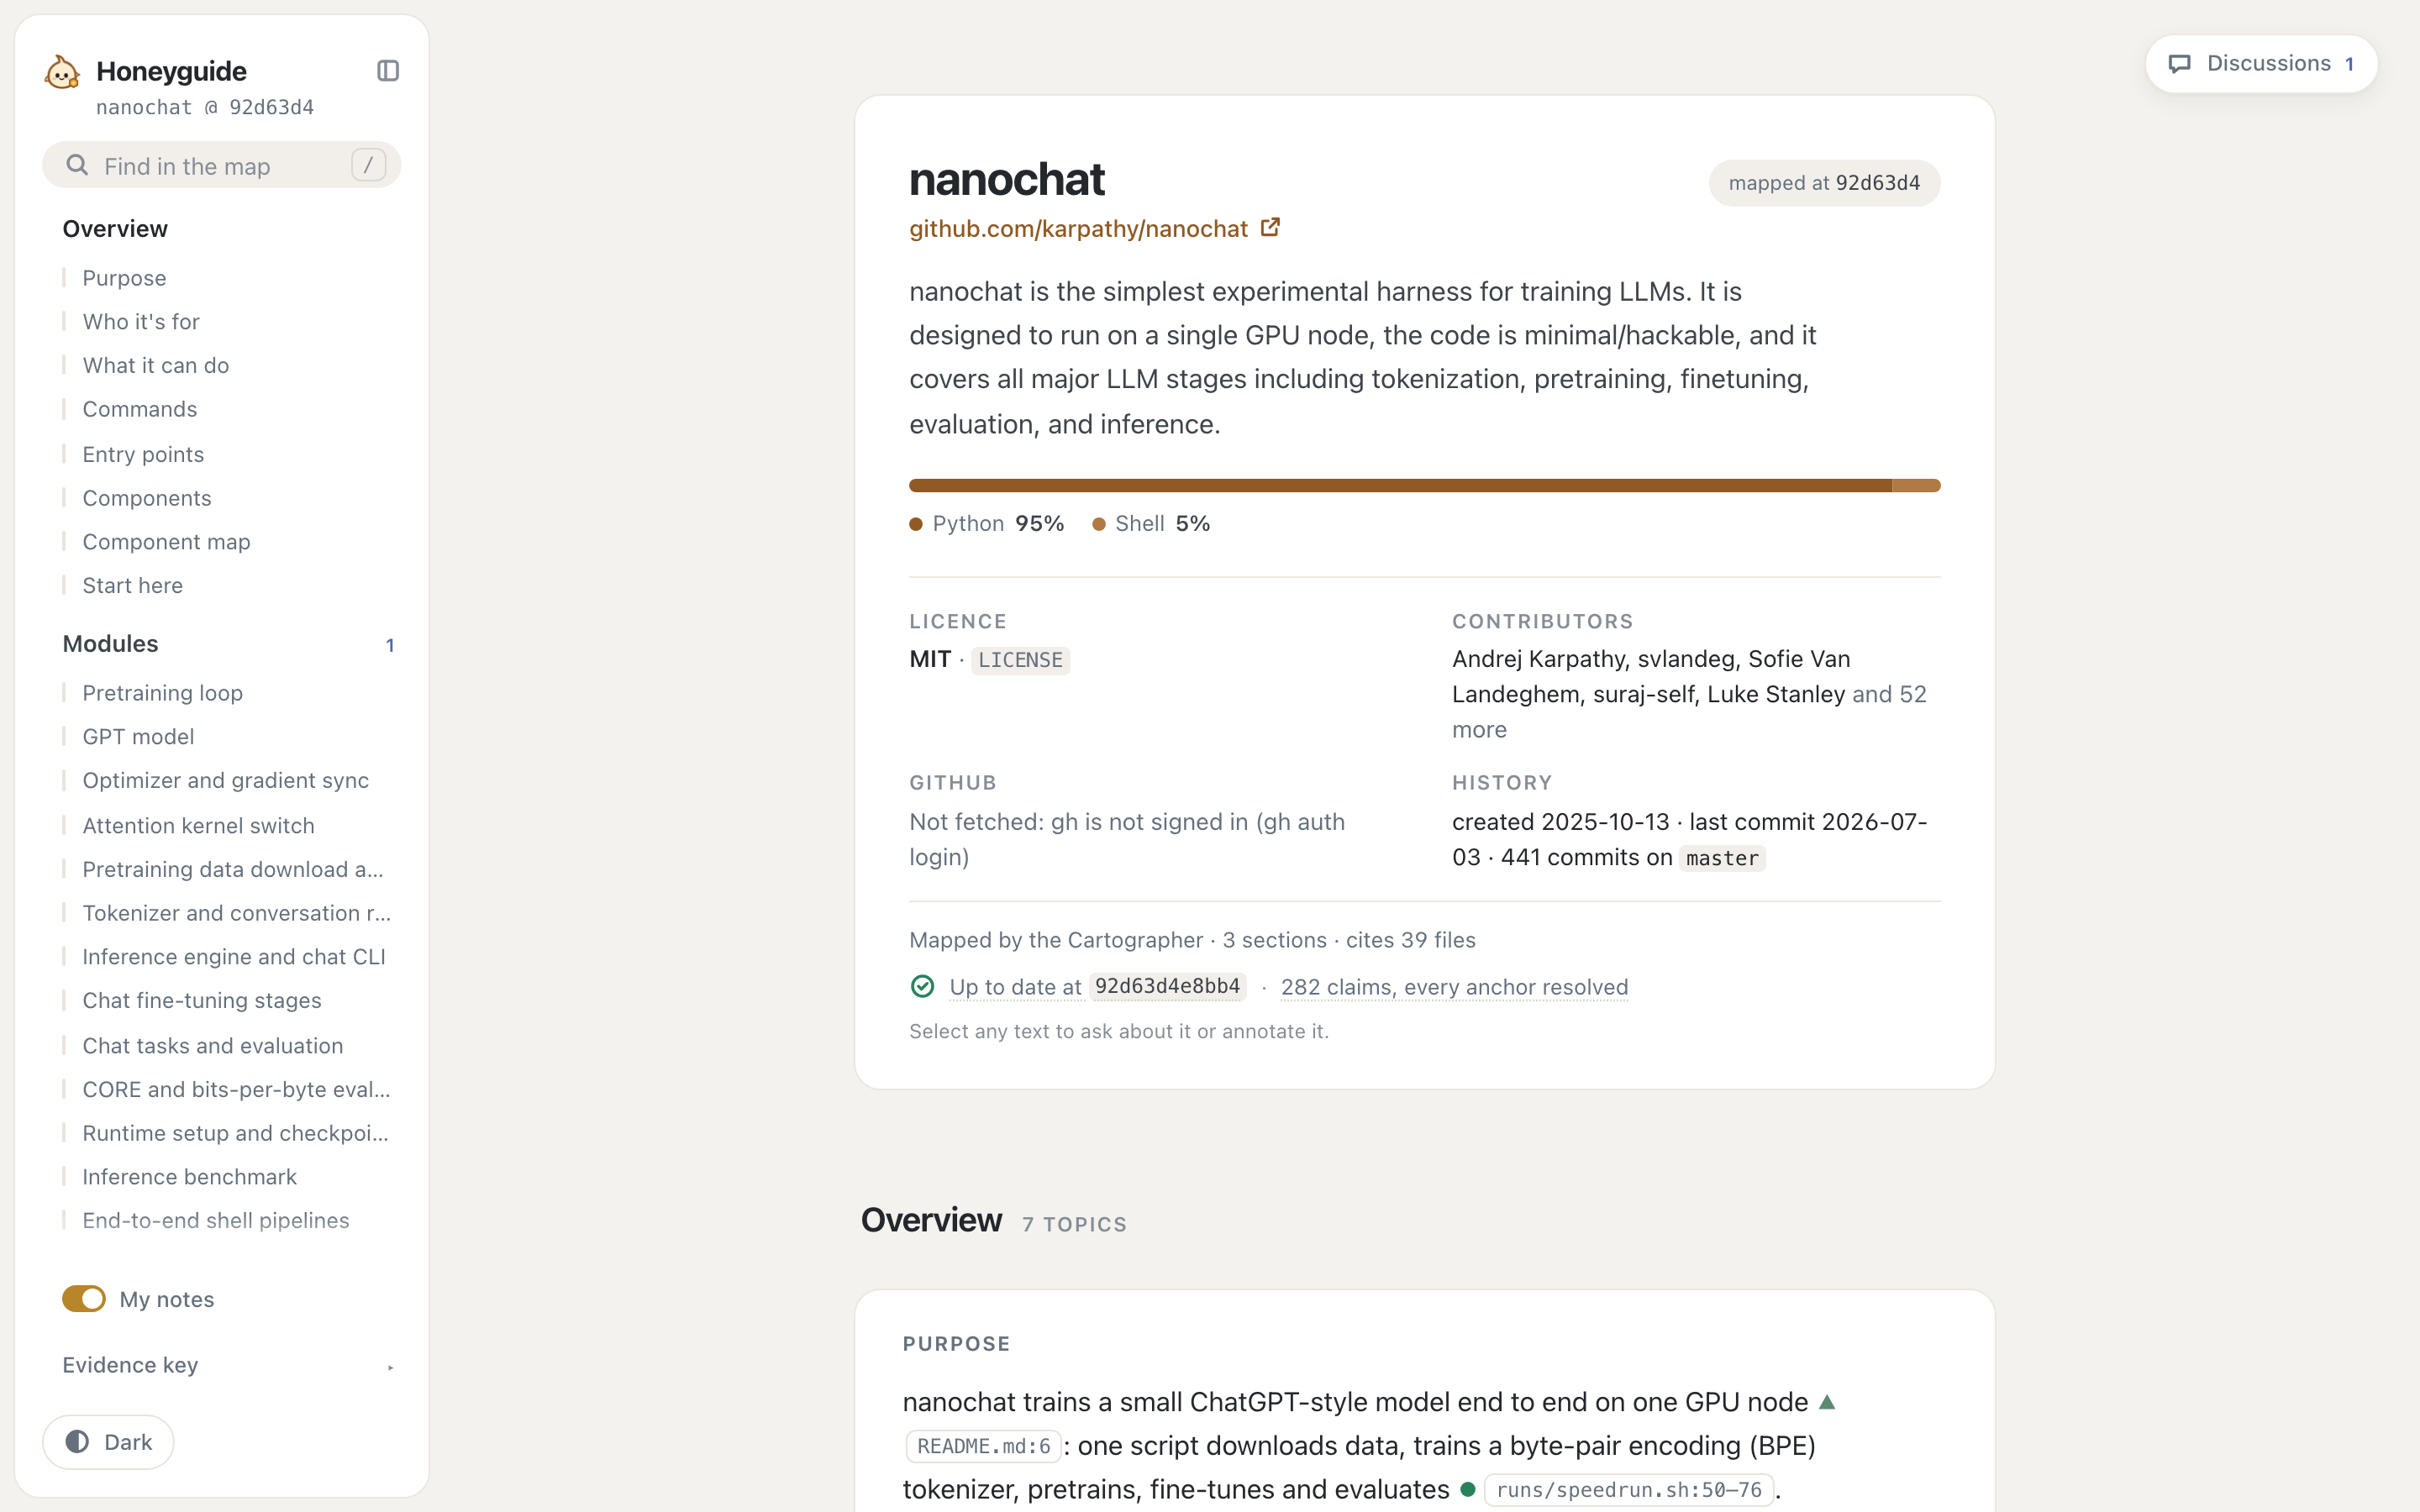 Honeyguide
nanochat @ 92d63d4
Find in the map /
Overview
Purpose
Who it's for
What it can do
Commands
Entry points
Components
Component map
Start here
Modules 1
Pretraining loop
GPT model
Optimizer and gradient sync
Attention kernel switch
Pretraining data download a...
Tokenizer and conversation r...
Inference engine and chat CLI
Chat fine-tuning stages
Chat tasks and evaluation
CORE and bits-per-byte eval...
Runtime setup and checkpoi...
Inference benchmark
End-to-end shell pipelines
My notes
Evidence key
Dark
Discussions 1
nanochat
mapped at 92d63d4
github.com/karpathy/nanochat
nanochat is the simplest experimental harness for training LLMs. It is
designed to run on a single GPU node, the code is minimal/hackable, and it
covers all major LLM stages including tokenization, pretraining, finetuning,
evaluation, and inference.
Python 95% Shell 5%
LICENCE
MIT · LICENSE
CONTRIBUTORS
Andrej Karpathy, svlandeg, Sofie Van
Landeghem, suraj-self, Luke Stanley and 52
more
GITHUB
Not fetched: gh is not signed in (gh auth
login)
HISTORY
created 2025-10-13 · last commit 2026-07-
03 · 441 commits on master
Mapped by the Cartographer · 3 sections · cites 39 files
Up to date at 92d63d4e8bb4 · 282 claims, every anchor resolved
Select any text to ask about it or annotate it.
Overview 7 TOPICS
PURPOSE
nanochat trains a small ChatGPT-style model end to end on one GPU node
README.md:6 : one script downloads data, trains a byte-pair encoding (BPE)
tokenizer, pretrains, fine-tunes and evaluates runs/speedrun.sh:50–76 .